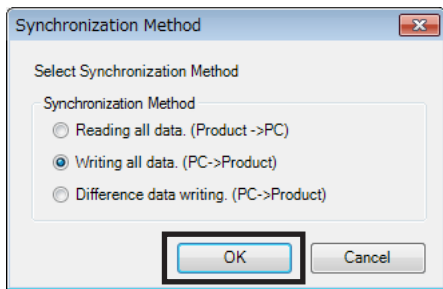 Synchronization Method
Select Synchronization Method
Synchronization Method
Reading all data. (Product ->PC)
Writing all data. (PC->Product)
Difference data writing. (PC->Product)
OK Cancel